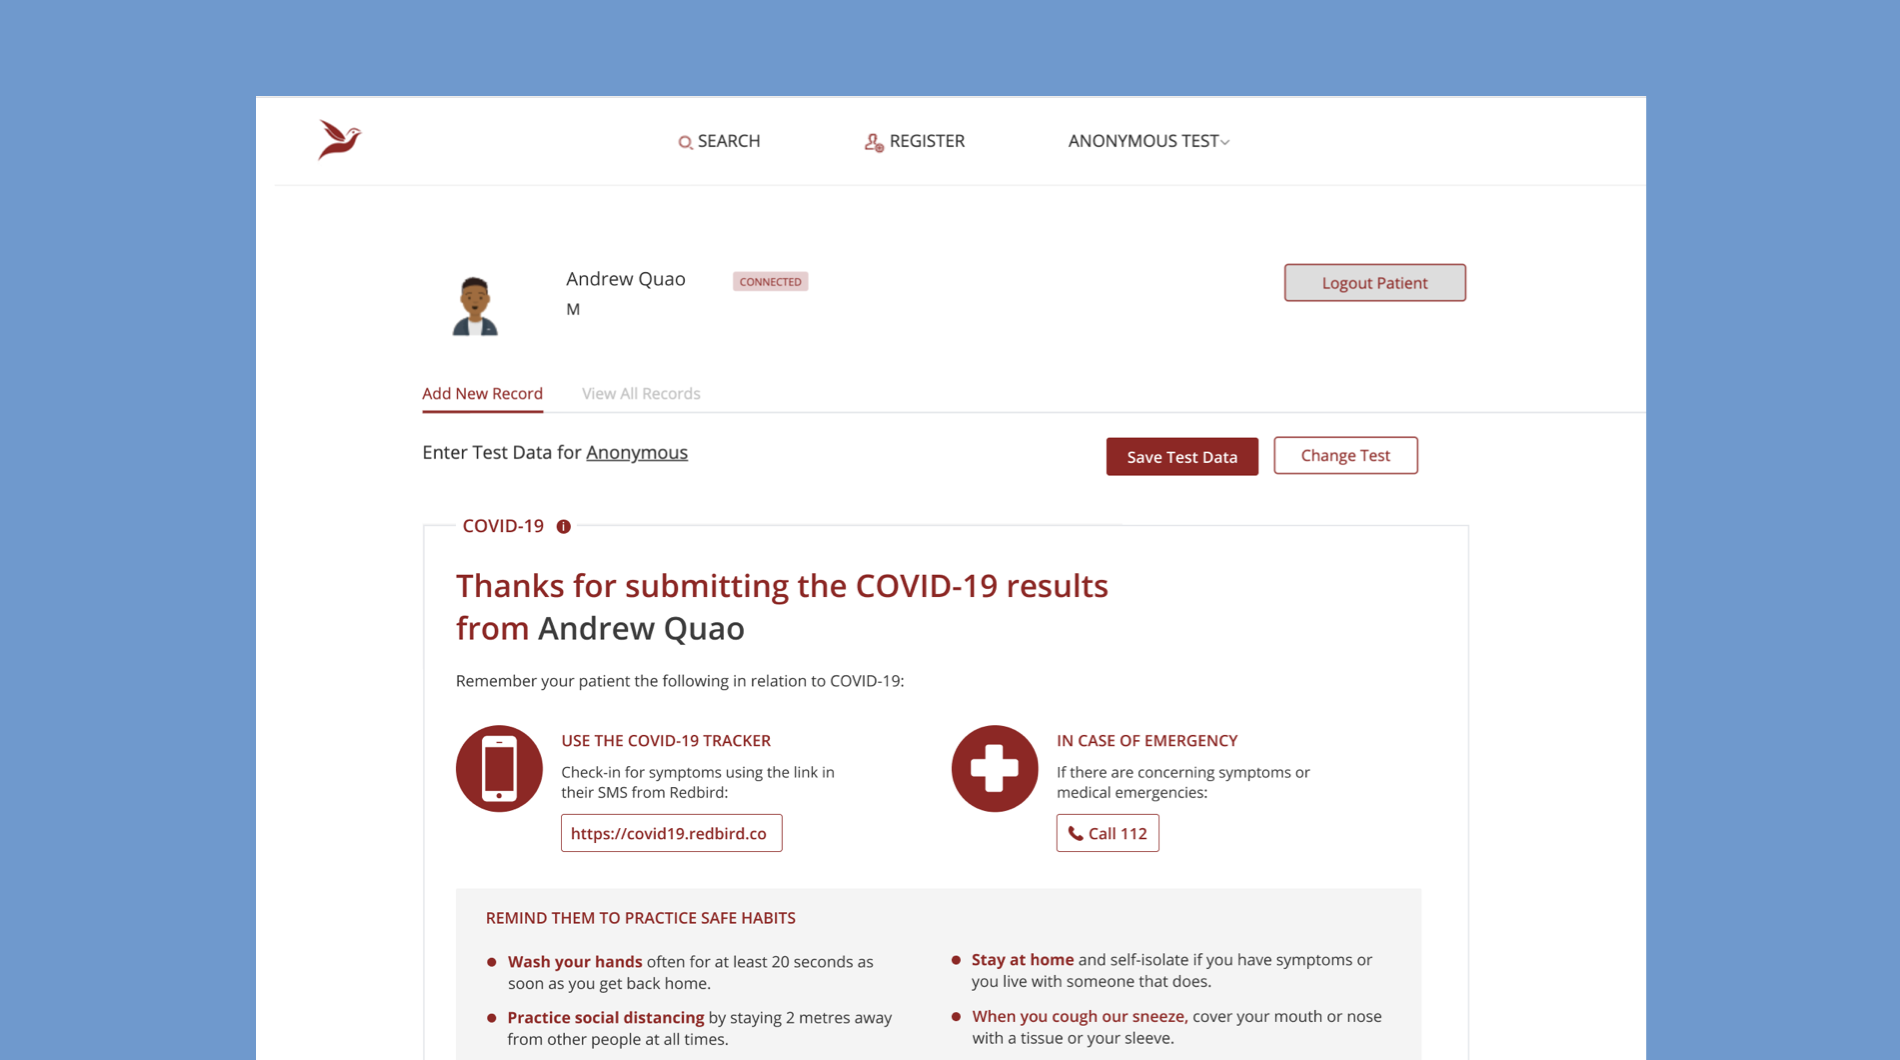 SEARCH
REGISTER
ANONYMOUS TEST
Andrew Quao
CONNECTED
M
Logout Patient
Add New Record
View All Records
Enter Test Data for Anonymous
Save Test Data
Change Test
COVID-19
Thanks for submitting the COVID-19 results
from Andrew Quao
Remember your patient the following in relation to COVID-19:
USE THE COVID-19 TRACKER
Check-in for symptoms using the link in
their SMS from Redbird:
https://covid19.redbird.co
IN CASE OF EMERGENCY
If there are concerning symptoms or
medical emergencies:
Call 112
REMIND THEM TO PRACTICE SAFE HABITS
Wash your hands often for at least 20 seconds as
soon as you get back home.
Practice social distancing by staying 2 metres away
from other people at all times.
Stay at home and self-isolate if you have symptoms or
you live with someone that does.
When you cough our sneeze, cover your mouth or nose
with a tissue or your sleeve.